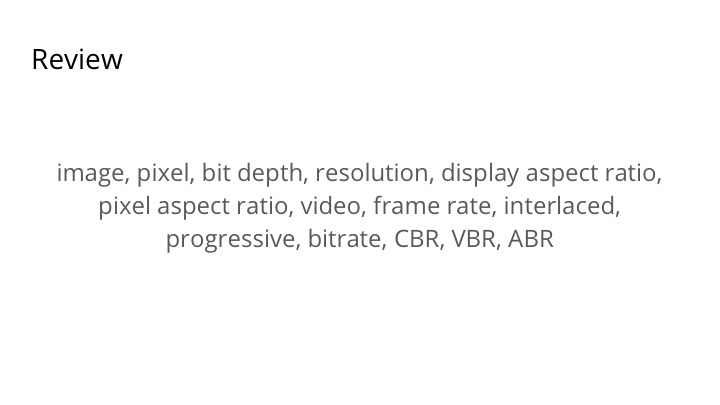 Review
image, pixel, bit depth, resolution, display aspect ratio,
pixel aspect ratio, video, frame rate, interlaced,
progressive, bitrate, CBR, VBR, ABR